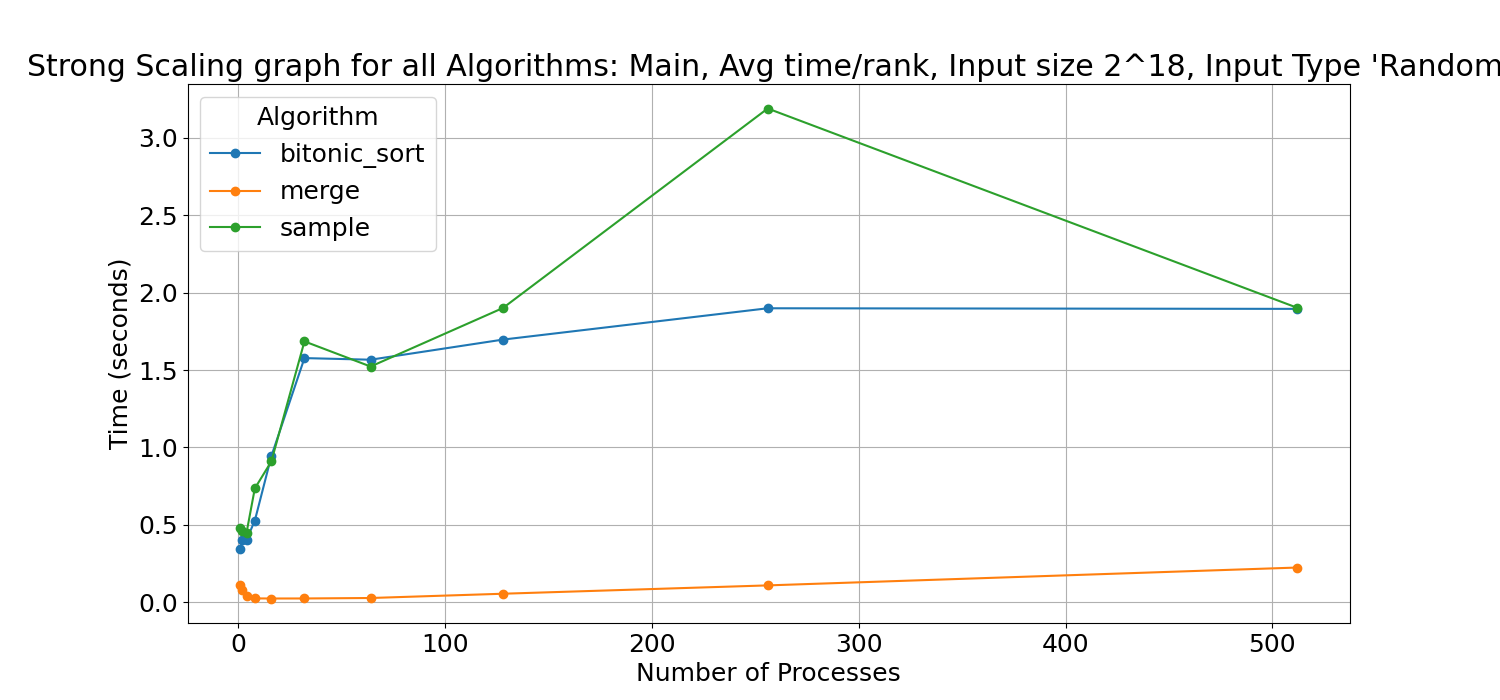 Strong Scaling graph for all Algorithms: Main, Avg time/rank, Input size 2^18, Input Type 'Random
Algorithm
bitonic_sort
merge
sample
Time (seconds)
3.0
2.5
2.0
1.5
1.0
0.5
0.0
0 100 200 300 400 500
Number of Processes